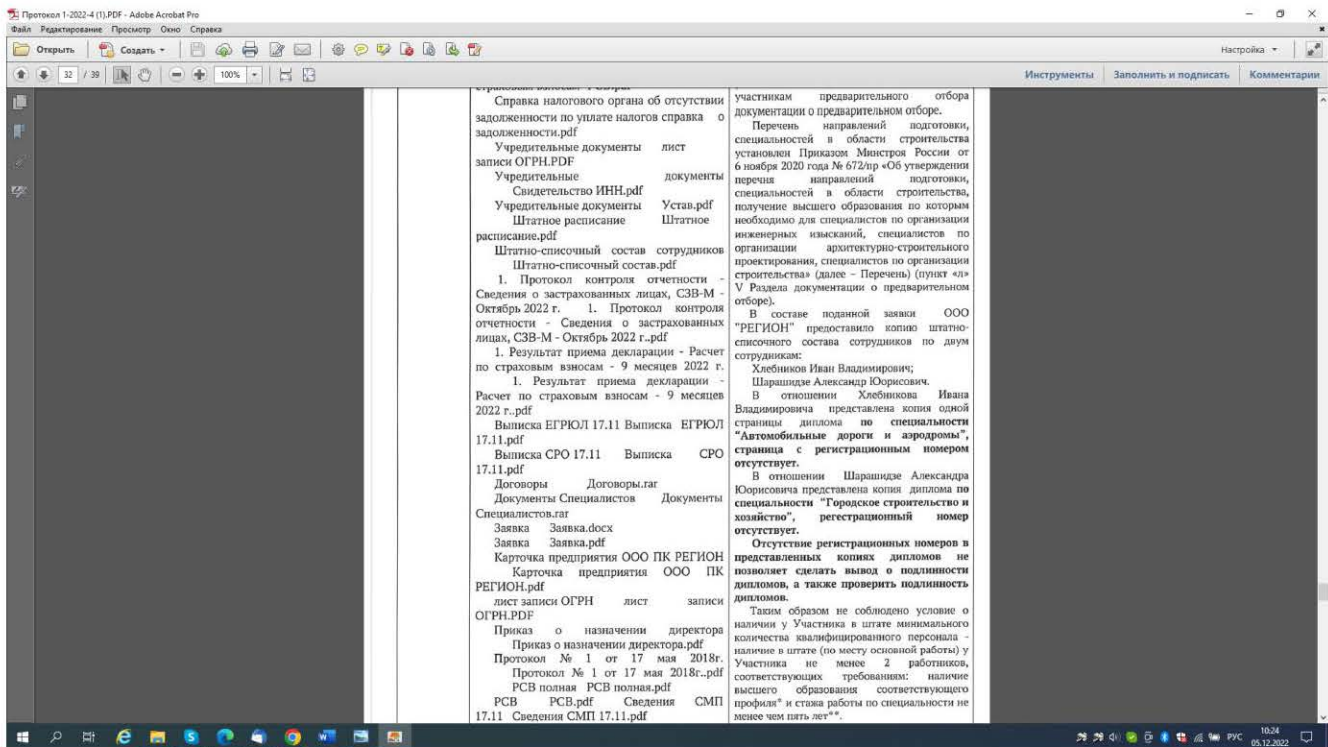 Протокол 1-2022-4 (1).PDF - Adobe Acrobat Pro
Файл Редактирование Просмотр Окно Справка
Открыть Создать Настройка
32 / 39 100% Инструменты Заполнить и подписать Комментарии
Справка налогового органа об отсутствии
задолженности по уплате налогов справка о
задолженности.pdf
Учредительные документы лист
записи ОГРН.PDF
Учредительные документы
Свидетельство ИНН.pdf
Учредительные документы Устав.pdf
Штатное расписание Штатное
расписание.pdf
Штатно-списочный состав сотрудников
Штатно-списочный состав.pdf
1. Протокол контроля отчетности -
Сведения о застрахованных лицах, СЗВ-М -
Октябрь 2022 г. 1. Протокол контроля
отчетности - Сведения о застрахованных
лицах, СЗВ-М - Октябрь 2022 г..pdf
1. Результат приема декларации - Расчет
по страховым взносам - 9 месяцев 2022 г.
1. Результат приема декларации -
Расчет по страховым взносам - 9 месяцев
2022 г..pdf
Выписка ЕГРЮЛ 17.11 Выписка ЕГРЮЛ
17.11.pdf
Выписка СРО 17.11 Выписка СРО
17.11.pdf
Договоры Договоры.rar
Документы Специалистов Документы
Специалистов.rar
Заявка Заявка.docx
Заявка Заявка.pdf
Карточка предприятия ООО ПК РЕГИОН
Карточка предприятия ООО ПК
РЕГИОН.pdf
лист записи ОГРН лист записи
ОГРН.PDF
Приказ о назначении директора
Приказ о назначении директора.pdf
Протокол № 1 от 17 мая 2018г.
Протокол № 1 от 17 мая 2018г..pdf
РСВ полная РСВ полная.pdf
РСВ РСВ.pdf Сведения СМП
17.11 Сведения СМП 17.11.pdf
участникам предварительного отбора
документации о предварительном отборе.
Перечень направлений подготовки,
специальностей в области строительства
установлен Приказом Минстроя России от
6 ноября 2020 года № 672/пр «Об утверждении
перечня направлений подготовки,
специальностей в области строительства,
получение высшего образования по которым
необходимо для специалистов по организации
инженерных изысканий, специалистов по
организации архитектурно-строительного
проектирования, специалистов по организации
строительства» (далее – Перечень) (пункт «л»
V Раздела документации о предварительном
отборе).
В составе поданной заявки ООО
"РЕГИОН" предоставило копию штатно-
списочного состава сотрудников по двум
сотрудникам:
Хлебников Иван Владимирович;
Шарашидзе Александр Юорисович.
В отношении Хлебникова Ивана
Владимировича представлена копия одной
страницы диплома по специальности
"Автомобильные дороги и аэродромы",
страница с регистрационным номером
отсутствует.
В отношении Шарашидзе Александра
Юорисовича представлена копия диплома по
специальности "Городское строительство и
хозяйство", регестрационный номер
отсутствует.
Отсутствие регистрационных номеров в
представленных копиях дипломов не
позволяет сделать вывод о подлинности
дипломов, а также проверить подлинность
дипломов.
Таким образом не соблюдено условие о
наличии у Участника в штате минимального
количества квалифицированного персонала -
наличие в штате (по месту основной работы) у
Участника не менее 2 работников,
соответствующих требованиям: наличие
высшего образования соответствующего
профиля* и стажа работы по специальности не
менее чем пять лет**.
РУС 10:24
05.12.2022